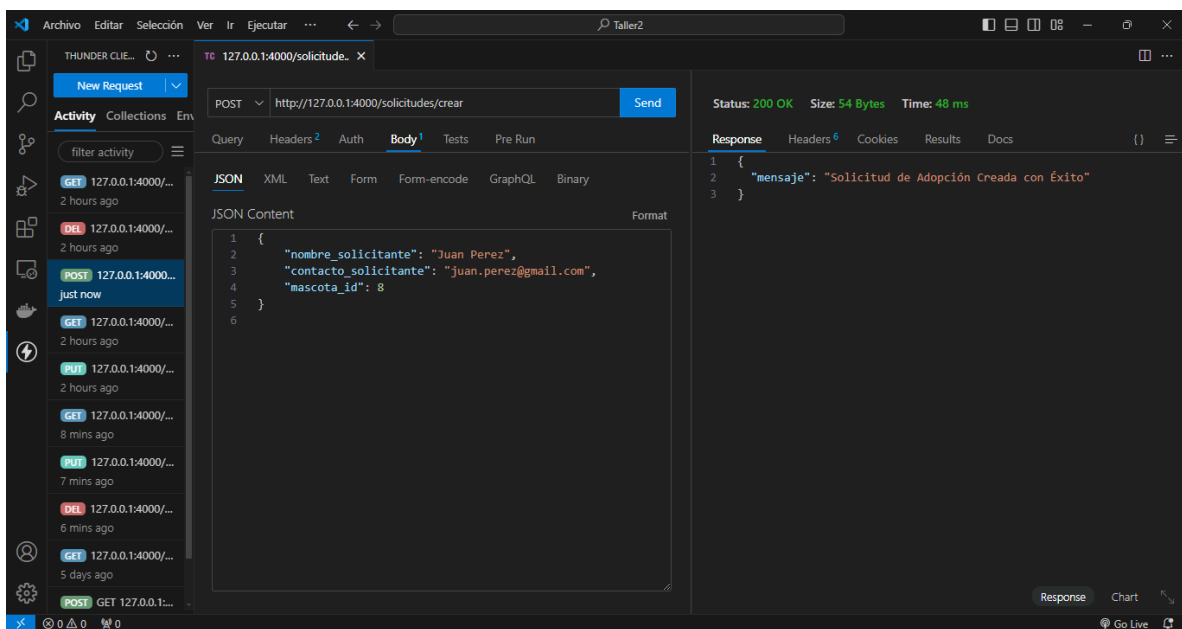 Archivo Editar Selección Ver Ir Ejecutar ··· Taller2
THUNDER CLIE... ···
New Request
Activity Collections Env
filter activity
GET 127.0.0.1:4000/...
2 hours ago
DEL 127.0.0.1:4000/...
2 hours ago
POST 127.0.0.1:4000...
just now
GET 127.0.0.1:4000/...
2 hours ago
PUT 127.0.0.1:4000/...
2 hours ago
GET 127.0.0.1:4000/...
8 mins ago
PUT 127.0.0.1:4000/...
7 mins ago
DEL 127.0.0.1:4000/...
6 mins ago
GET 127.0.0.1:4000/...
5 days ago
POST GET 127.0.0.1:...
TC 127.0.0.1:4000/solicitude..
POST http://127.0.0.1:4000/solicitudes/crear Send
Query Headers 2 Auth Body 1 Tests Pre Run
JSON XML Text Form Form-encode GraphQL Binary
JSON Content Format
1 {
2 "nombre_solicitante": "Juan Perez",
3 "contacto_solicitante": "juan.perez@gmail.com",
4 "mascota_id": 8
5 }
6
Status: 200 OK Size: 54 Bytes Time: 48 ms
Response Headers 6 Cookies Results Docs {}
1 {
2 "mensaje": "Solicitud de Adopción Creada con Éxito"
3 }
Response Chart
0 0 0 Go Live